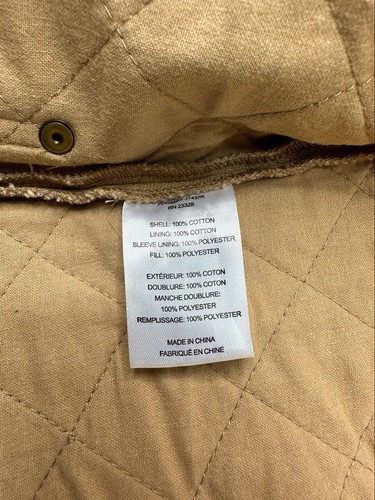 RN 23328
SHELL: 100% COTTON
LINING: 100% COTTON
SLEEVE LINING: 100% POLYESTER
FILL: 100% POLYESTER
EXTÉRIEUR: 100% COTON
DOUBLURE: 100% COTON
MANCHE DOUBLURE:
100% POLYESTER
REMPLISSAGE: 100% POLYESTER
MADE IN CHINA
FABRIQUÉ EN CHINE